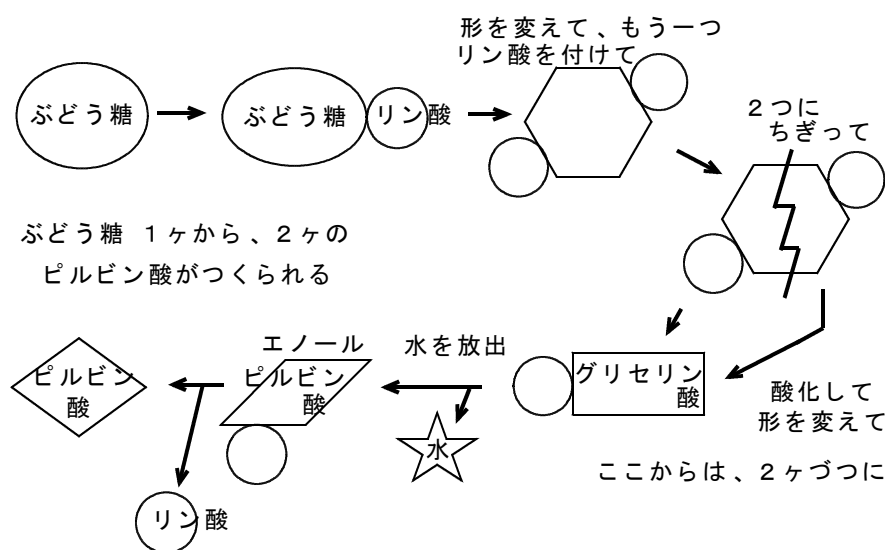 形を変えて、もう一つ
リン酸を付けて
ぶどう糖
ぶどう糖
リン酸
２つに
ちぎって
ぶどう糖 １ヶから、２ヶの
ピルビン酸がつくられる
エノール
水を放出
ピルビン
酸
ピルビン
酸
グリセリン
酸
酸化して
形を変えて
水
ここからは、２ヶづつに
リン酸